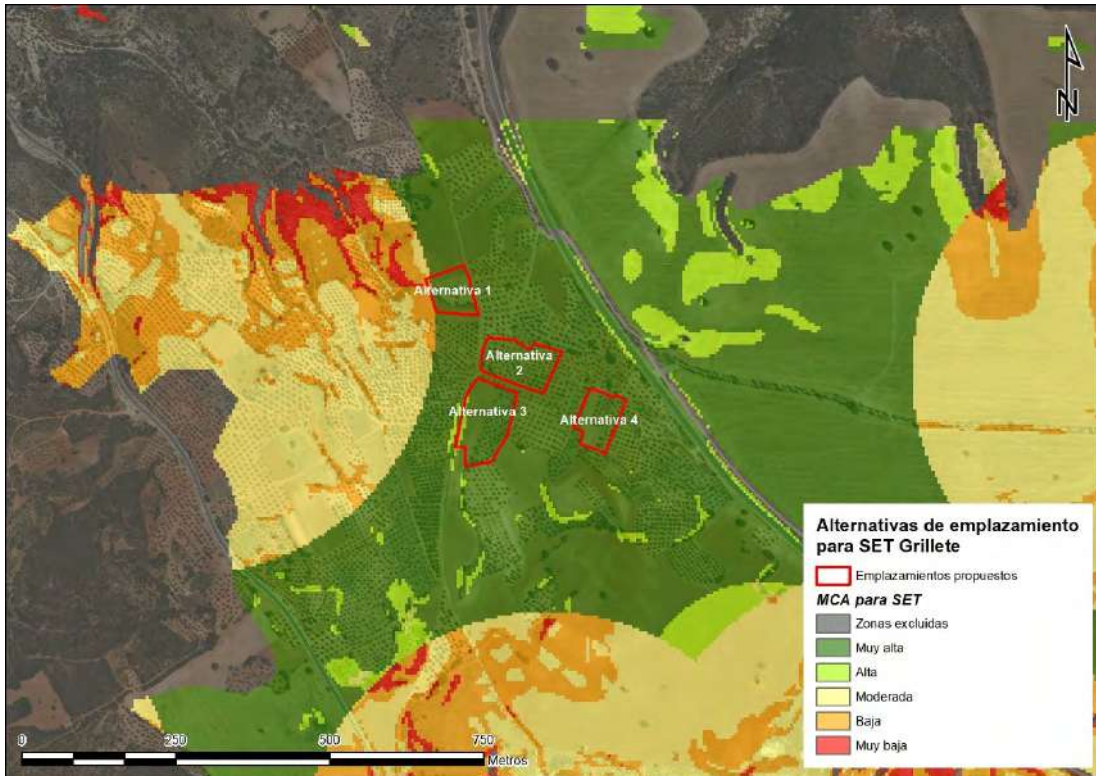 N
Alternativa 1
Alternativa
2
Alternativa 3
Alternativa 4
Alternativas de emplazamiento
para SET Grillete
Emplazamientos propuestos
MCA para SET
Zonas excluidas
Muy alta
Alta
Moderada
Baja
Muy baja
0 250 500 750
Metros